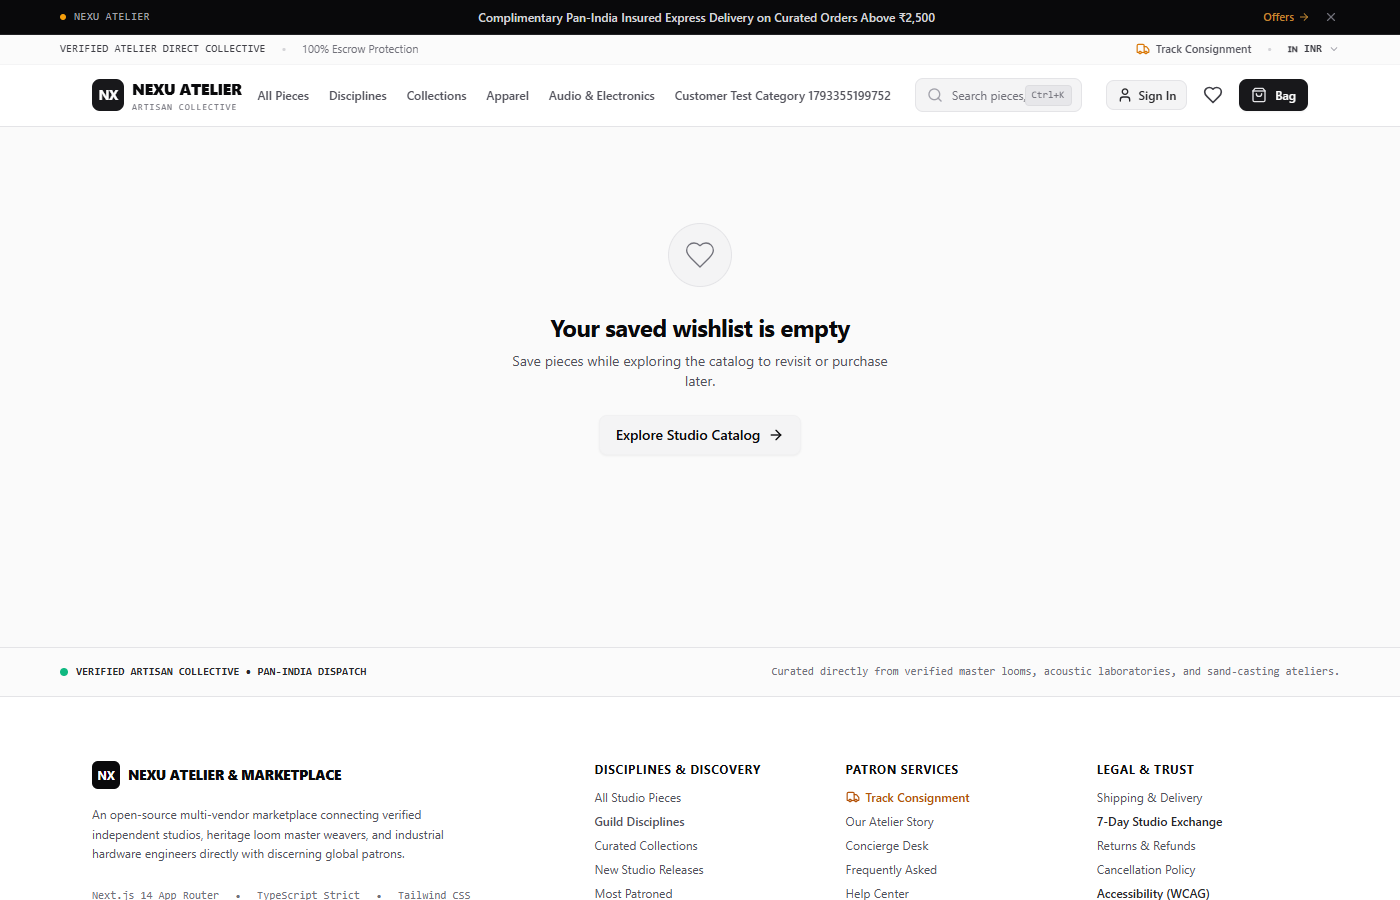 NEXU ATELIER
Complimentary Pan-India Insured Express Delivery on Curated Orders Above ₹2,500
Offers →
VERIFIED ATELIER DIRECT COLLECTIVE • 100% Escrow Protection
Track Consignment • IN INR
NX NEXU ATELIER
ARTISAN COLLECTIVE
All Pieces Disciplines Collections Apparel Audio & Electronics Customer Test Category 1793355199752
Search pieces, Ctrl+K
Sign In
Bag
Your saved wishlist is empty
Save pieces while exploring the catalog to revisit or purchase
later.
Explore Studio Catalog →
VERIFIED ARTISAN COLLECTIVE • PAN-INDIA DISPATCH
Curated directly from verified master looms, acoustic laboratories, and sand-casting ateliers.
NX NEXU ATELIER & MARKETPLACE
An open-source multi-vendor marketplace connecting verified
independent studios, heritage loom master weavers, and industrial
hardware engineers directly with discerning global patrons.
Next.js 14 App Router • TypeScript Strict • Tailwind CSS
DISCIPLINES & DISCOVERY
All Studio Pieces
Guild Disciplines
Curated Collections
New Studio Releases
Most Patroned
PATRON SERVICES
Track Consignment
Our Atelier Story
Concierge Desk
Frequently Asked
Help Center
LEGAL & TRUST
Shipping & Delivery
7-Day Studio Exchange
Returns & Refunds
Cancellation Policy
Accessibility (WCAG)